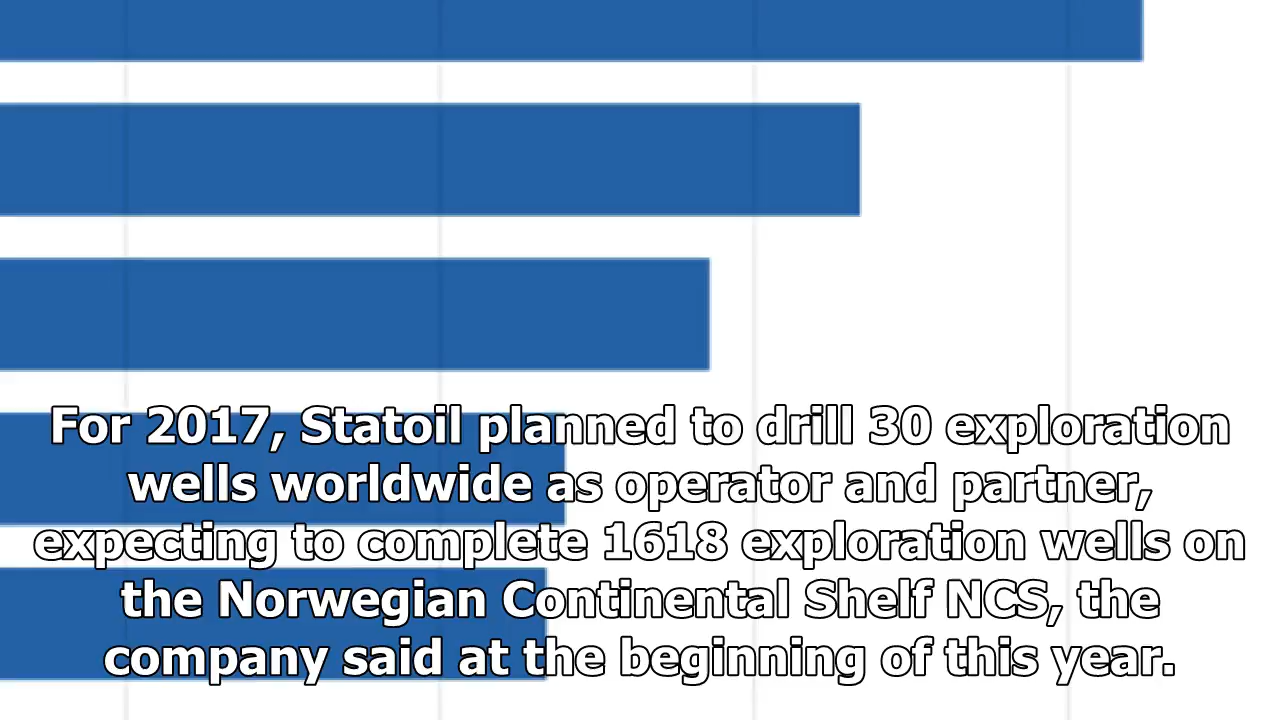 For 2017, Statoil planned to drill 30 exploration
wells worldwide as operator and partner,
expecting to complete 1618 exploration wells on
the Norwegian Continental Shelf NCS, the
company said at the beginning of this year.